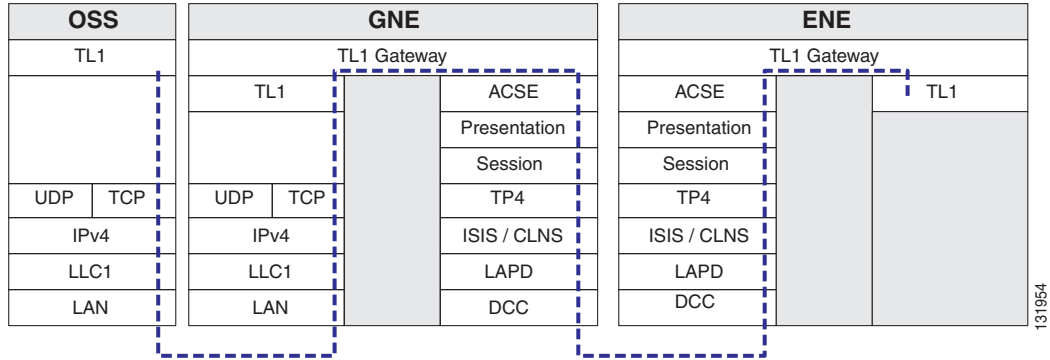 OSS GNE ENE
TL1 TL1 Gateway TL1 Gateway
TL1 ACSE ACSE TL1
Presentation Presentation
Session Session
UDP TCP UDP TCP TP4 TP4
IPv4 IPv4 ISIS / CLNS ISIS / CLNS
LLC1 LLC1 LAPD LAPD
LAN LAN DCC DCC
131954